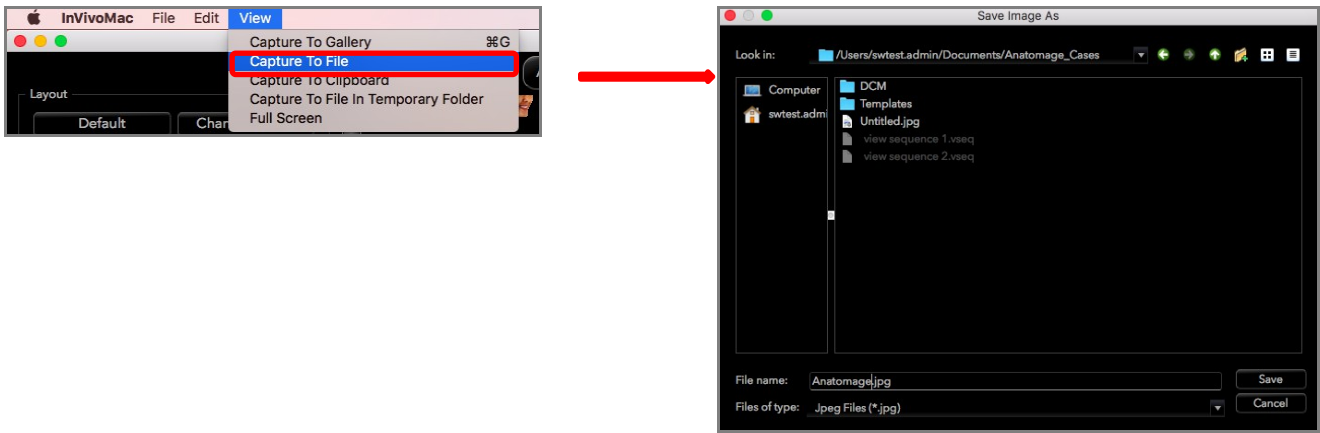 InVivoMac File Edit View
Capture To Gallery ⌘G
Capture To File
Capture To Clipboard
Capture To File In Temporary Folder
Full Screen
Layout
Default
Char
Save Image As
Look in: /Users/swtest.admin/Documents/Anatomage_Cases
Computer
swtest.admi
DCM
Templates
Untitled.jpg
view sequence 1.vseq
view sequence 2.vseq
File name: Anatomage.jpg
Save
Files of type: Jpeg Files (*.jpg)
Cancel